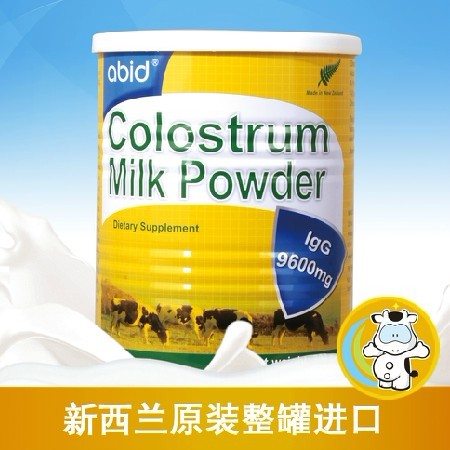 abid®
Made in New Zealand
Colostrum
Milk Powder
Dietary Supplement
IgG
9600mg
新西兰原装整罐进口